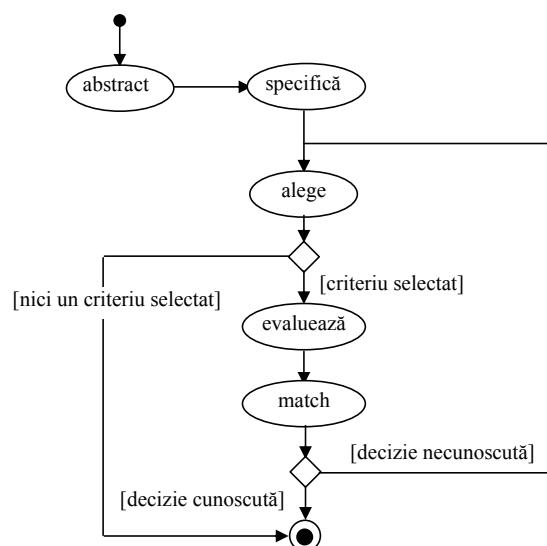 abstract
specifică
alege
[criteriu selectat]
[nici un criteriu selectat]
evaluează
match
[decizie necunoscută]
[decizie cunoscută]